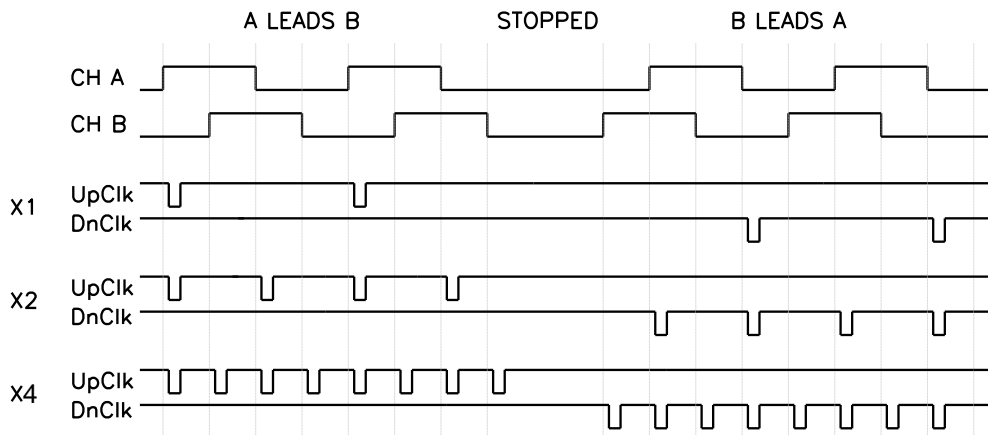 A LEADS B STOPPED B LEADS A
CH A
CH B
X1
UpClk
DnClk
X2
UpClk
DnClk
X4
UpClk
DnClk